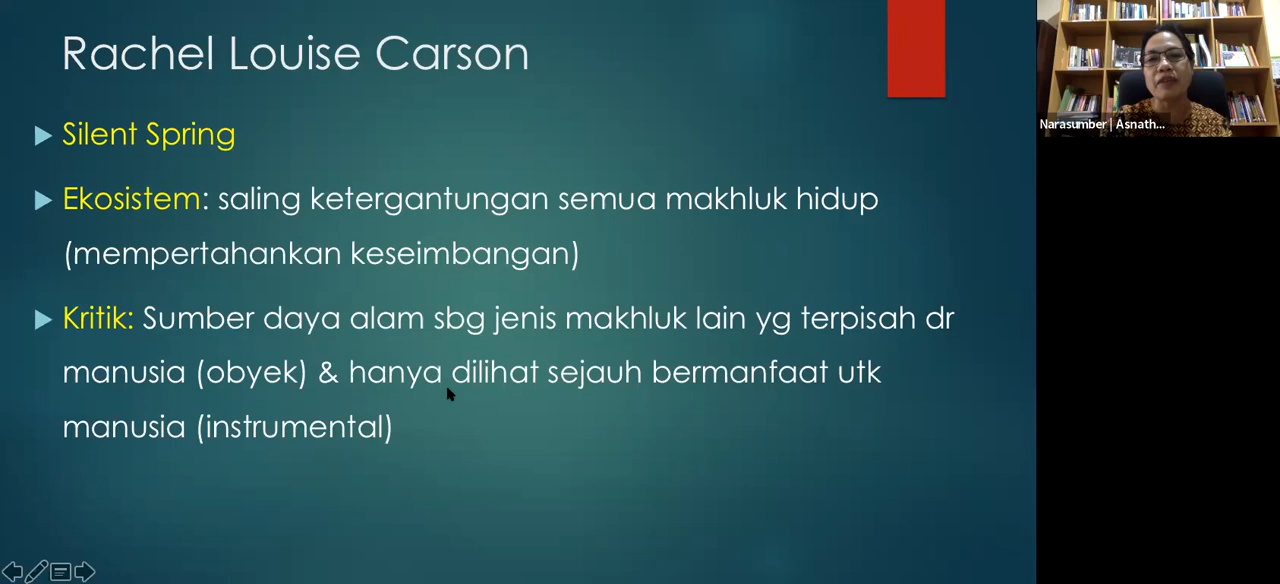 Rachel Louise Carson
Silent Spring
Ekosistem: saling ketergantungan semua makhluk hidup
(mempertahankan keseimbangan)
Kritik: Sumber daya alam sbg jenis makhluk lain yg terpisah dr
manusia (obyek) & hanya dilihat sejauh bermanfaat utk
manusia (instrumental)
Narasumber | Asnath...